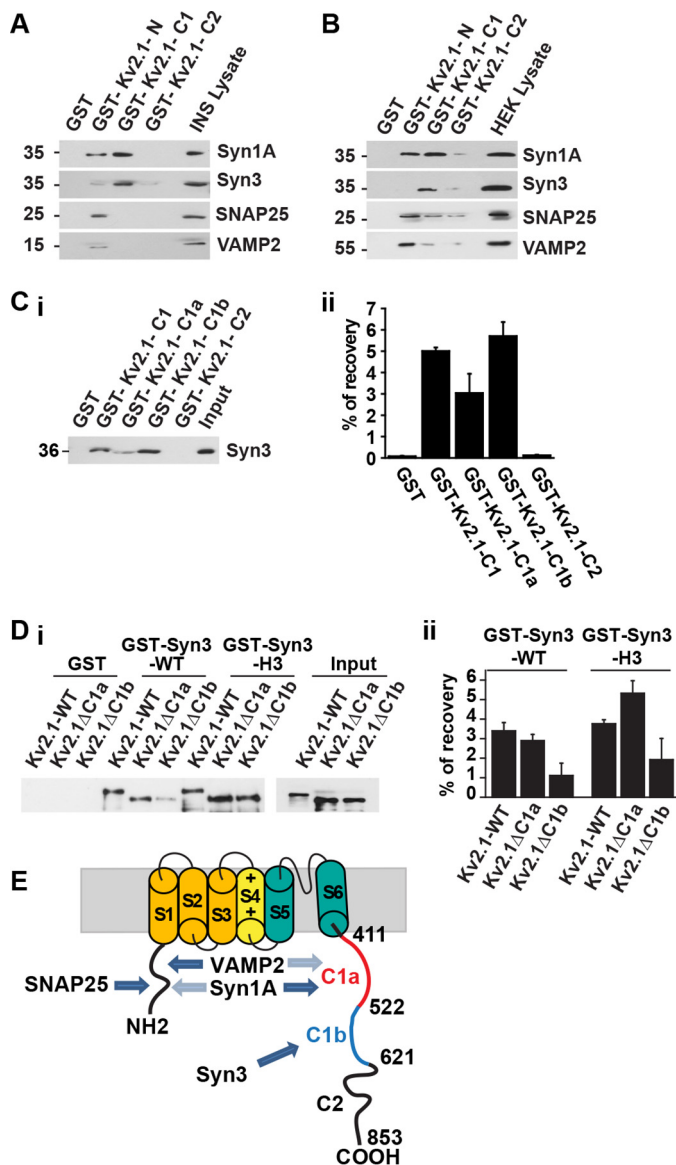 A
GST
GST- Kv2.1- N
GST- Kv2.1- C1
GST- Kv2.1- C2
INS Lysate
35
Syn1A
35
Syn3
25
SNAP25
15
VAMP2
B
GST
GST-Kv2.1- N
GST-Kv2.1- C1
GST-Kv2.1- C2
HEK Lysate
35
Syn1A
35
Syn3
25
SNAP25
55
VAMP2
C i
GST
GST- Kv2.1- C1
GST- Kv2.1- C1a
GST- Kv2.1- C1b
GST- Kv2.1- C2
Input
36
Syn3
ii
% of recovery
7
6
5
4
3
2
1
0
GST
GST-Kv2.1-C1
GST-Kv2.1-C1a
GST-Kv2.1-C1b
GST-Kv2.1-C2
D i
GST
GST-Syn3
-WT
GST-Syn3
-H3
Input
Kv2.1-WT
Kv2.1ΔC1a
Kv2.1ΔC1b
Kv2.1-WT
Kv2.1ΔC1a
Kv2.1ΔC1b
Kv2.1-WT
Kv2.1ΔC1a
Kv2.1ΔC1b
Kv2.1-WT
Kv2.1ΔC1a
Kv2.1ΔC1b
ii
GST-Syn3
-WT
GST-Syn3
-H3
% of recovery
6
5
4
3
2
1
0
Kv2.1-WT
Kv2.1ΔC1a
Kv2.1ΔC1b
Kv2.1-WT
Kv2.1ΔC1a
Kv2.1ΔC1b
E
S1
S2
S3
+
S4
+
S5
S6
411
SNAP25
VAMP2
Syn1A
C1a
NH2
522
C1b
Syn3
621
C2
853
COOH